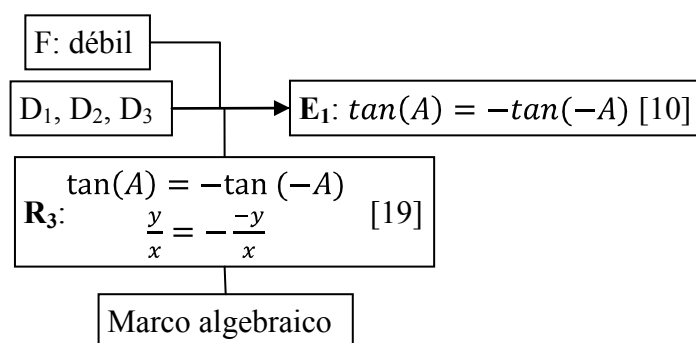 F: débil
D₁, D₂, D₃
E₁: tan(A) = −tan(−A) [10]
tan(A) = −tan (−A)
R₃: y/x = − −y/x [19]
Marco algebraico